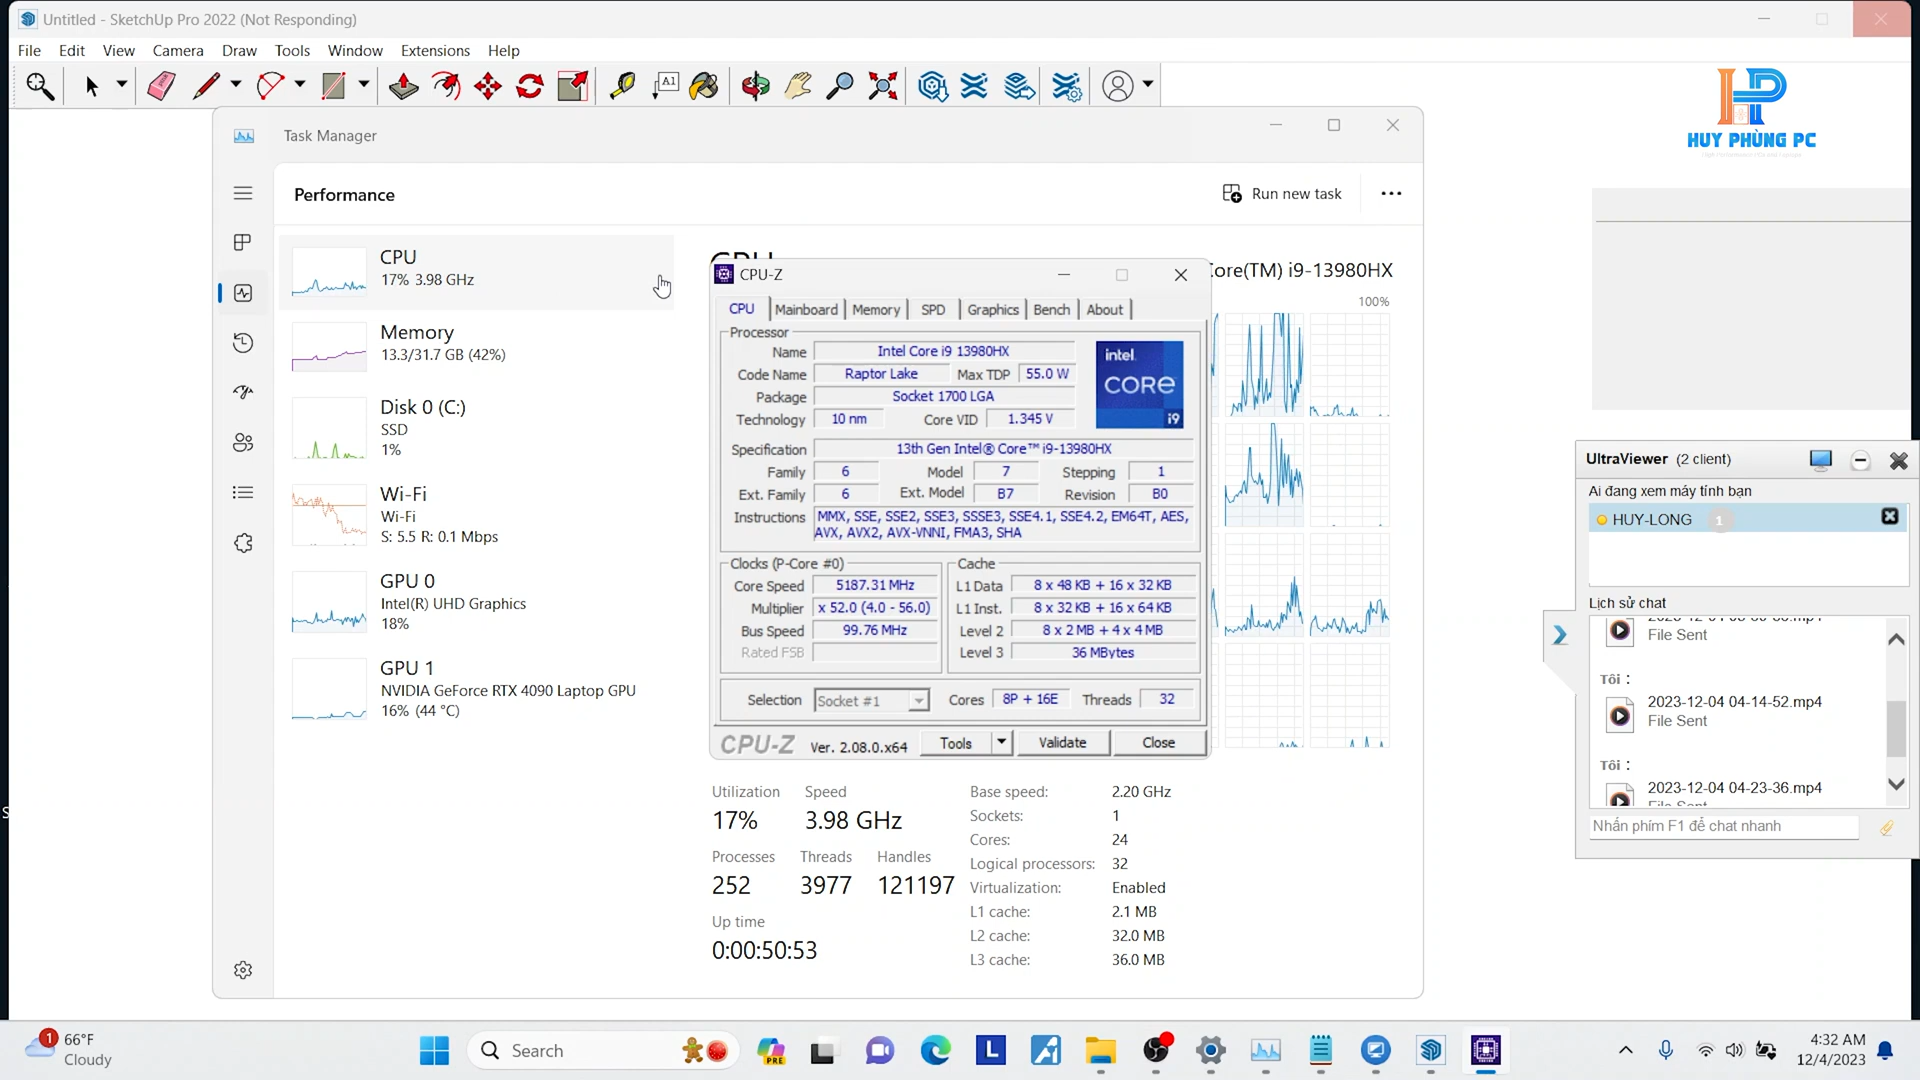 Untitled - SketchUp Pro 2022 (Not Responding)
File Edit View Camera Draw Tools Window Extensions Help
A1
HP
HUY PHÙNG PC
Task Manager
Performance
Run new task
CPU
17% 3.98 GHz
Memory
13.3/31.7 GB (42%)
Disk 0 (C:)
SSD
1%
Wi-Fi
Wi-Fi
S: 5.5 R: 0.1 Mbps
GPU 0
Intel(R) UHD Graphics
18%
GPU 1
NVIDIA GeForce RTX 4090 Laptop GPU
16% (44 °C)
CPU
Core(TM) i9-13980HX
100%
CPU-Z
CPU Mainboard Memory SPD Graphics Bench About
Processor
Name Intel Core i9 13980HX
Code Name Raptor Lake Max TDP 55.0 W
Package Socket 1700 LGA
Technology 10 nm Core VID 1.345 V
intel.
CORE
i9
Specification 13th Gen Intel® Core™ i9-13980HX
Family 6 Model 7 Stepping 1
Ext. Family 6 Ext. Model B7 Revision B0
Instructions MMX, SSE, SSE2, SSE3, SSSE3, SSE4.1, SSE4.2, EM64T, AES,
AVX, AVX2, AVX-VNNI, FMA3, SHA
Clocks (P-Core #0)
Core Speed 5187.31 MHz
Multiplier x 52.0 (4.0 - 56.0)
Bus Speed 99.76 MHz
Rated FSB
Cache
L1 Data 8 x 48 KB + 16 x 32 KB
L1 Inst. 8 x 32 KB + 16 x 64 KB
Level 2 8 x 2 MB + 4 x 4 MB
Level 3 36 MBytes
Selection Socket #1 Cores 8P + 16E Threads 32
CPU-Z Ver. 2.08.0.x64 Tools Validate Close
Utilization Speed
17% 3.98 GHz
Processes Threads Handles
252 3977 121197
Up time
0:00:50:53
Base speed: 2.20 GHz
Sockets: 1
Cores: 24
Logical processors: 32
Virtualization: Enabled
L1 cache: 2.1 MB
L2 cache: 32.0 MB
L3 cache: 36.0 MB
UltraViewer (2 client)
Ai đang xem máy tính bạn
HUY-LONG 1
Lịch sử chat
File Sent
Tôi :
2023-12-04 04-14-52.mp4
File Sent
Tôi :
2023-12-04 04-23-36.mp4
File Sent
Nhấn phím F1 để chat nhanh
1
66°F
Cloudy
Search
PRE
L
4:32 AM
12/4/2023